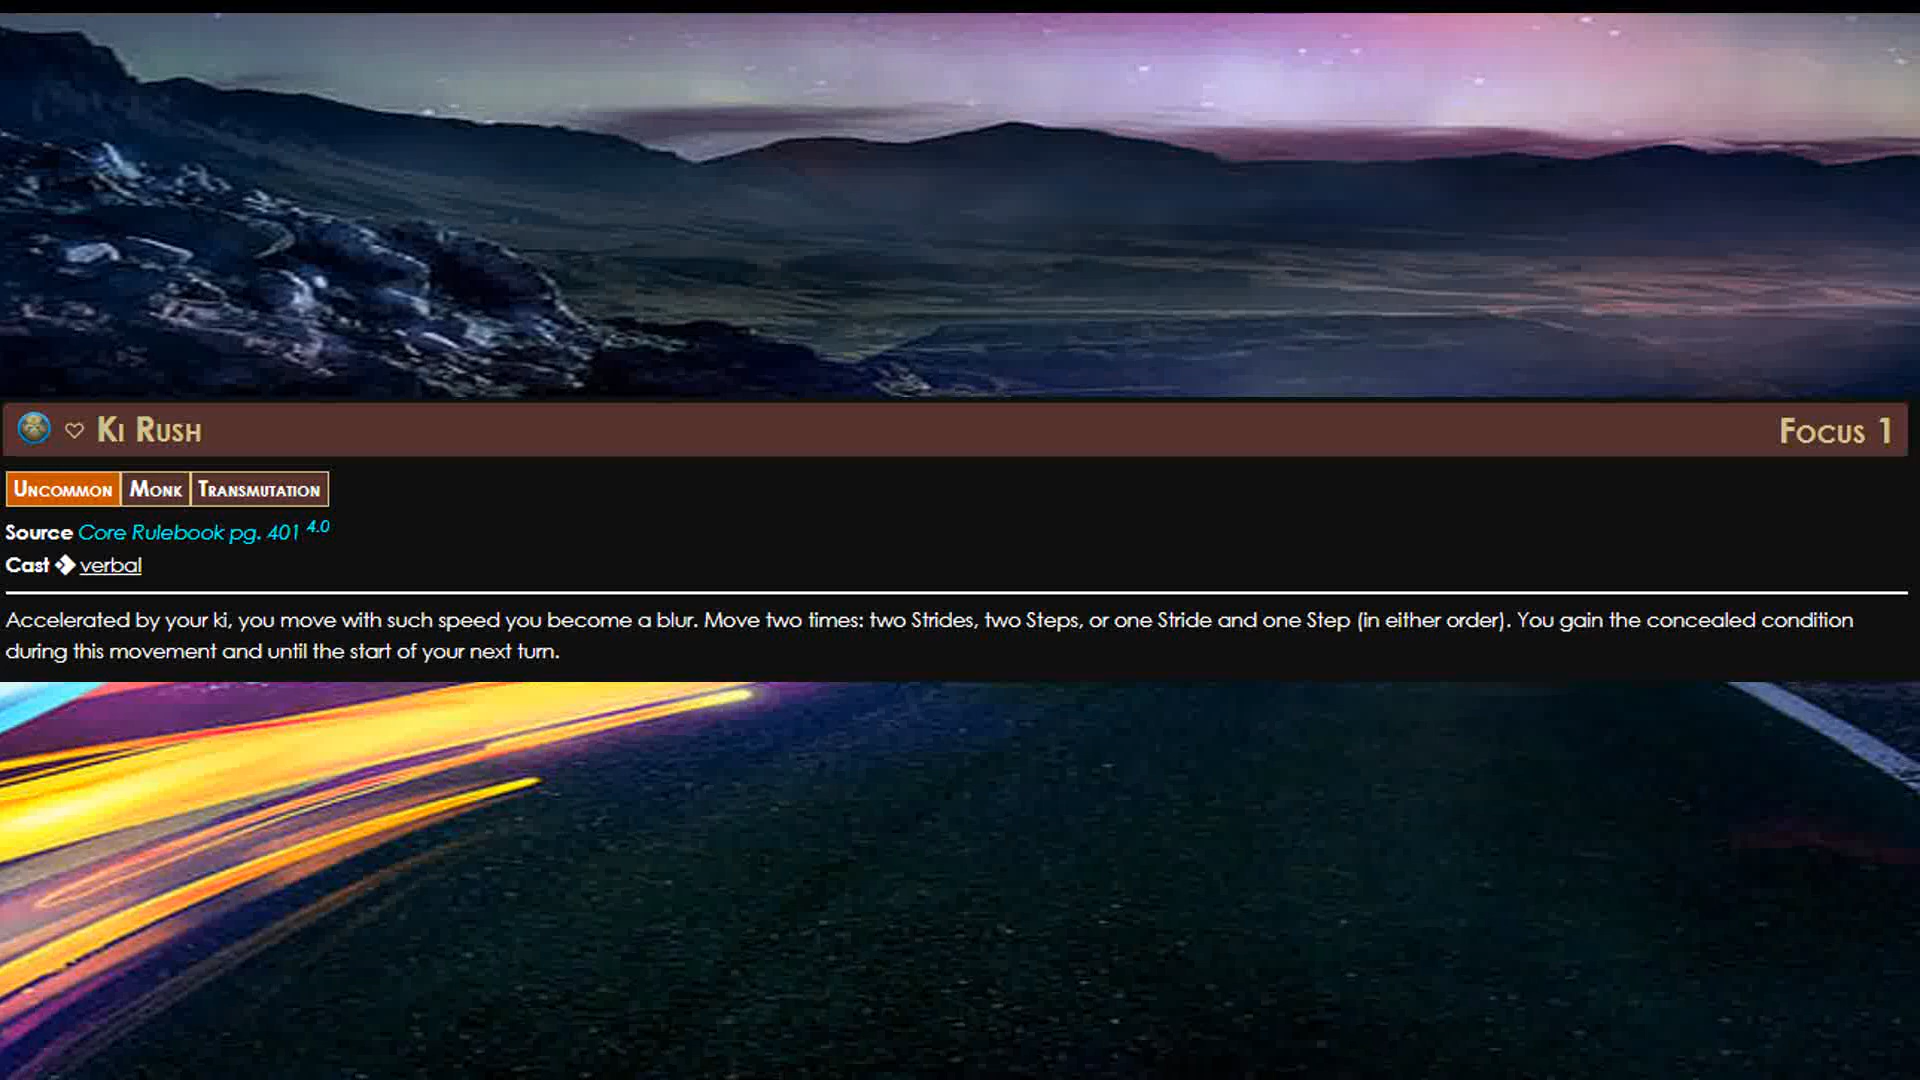 Ki Rush Focus 1
Uncommon Monk Transmutation
Source Core Rulebook pg. 401 4.0
Cast verbal
Accelerated by your ki, you move with such speed you become a blur. Move two times: two Strides, two Steps, or one Stride and one Step (in either order). You gain the concealed condition
during this movement and until the start of your next turn.